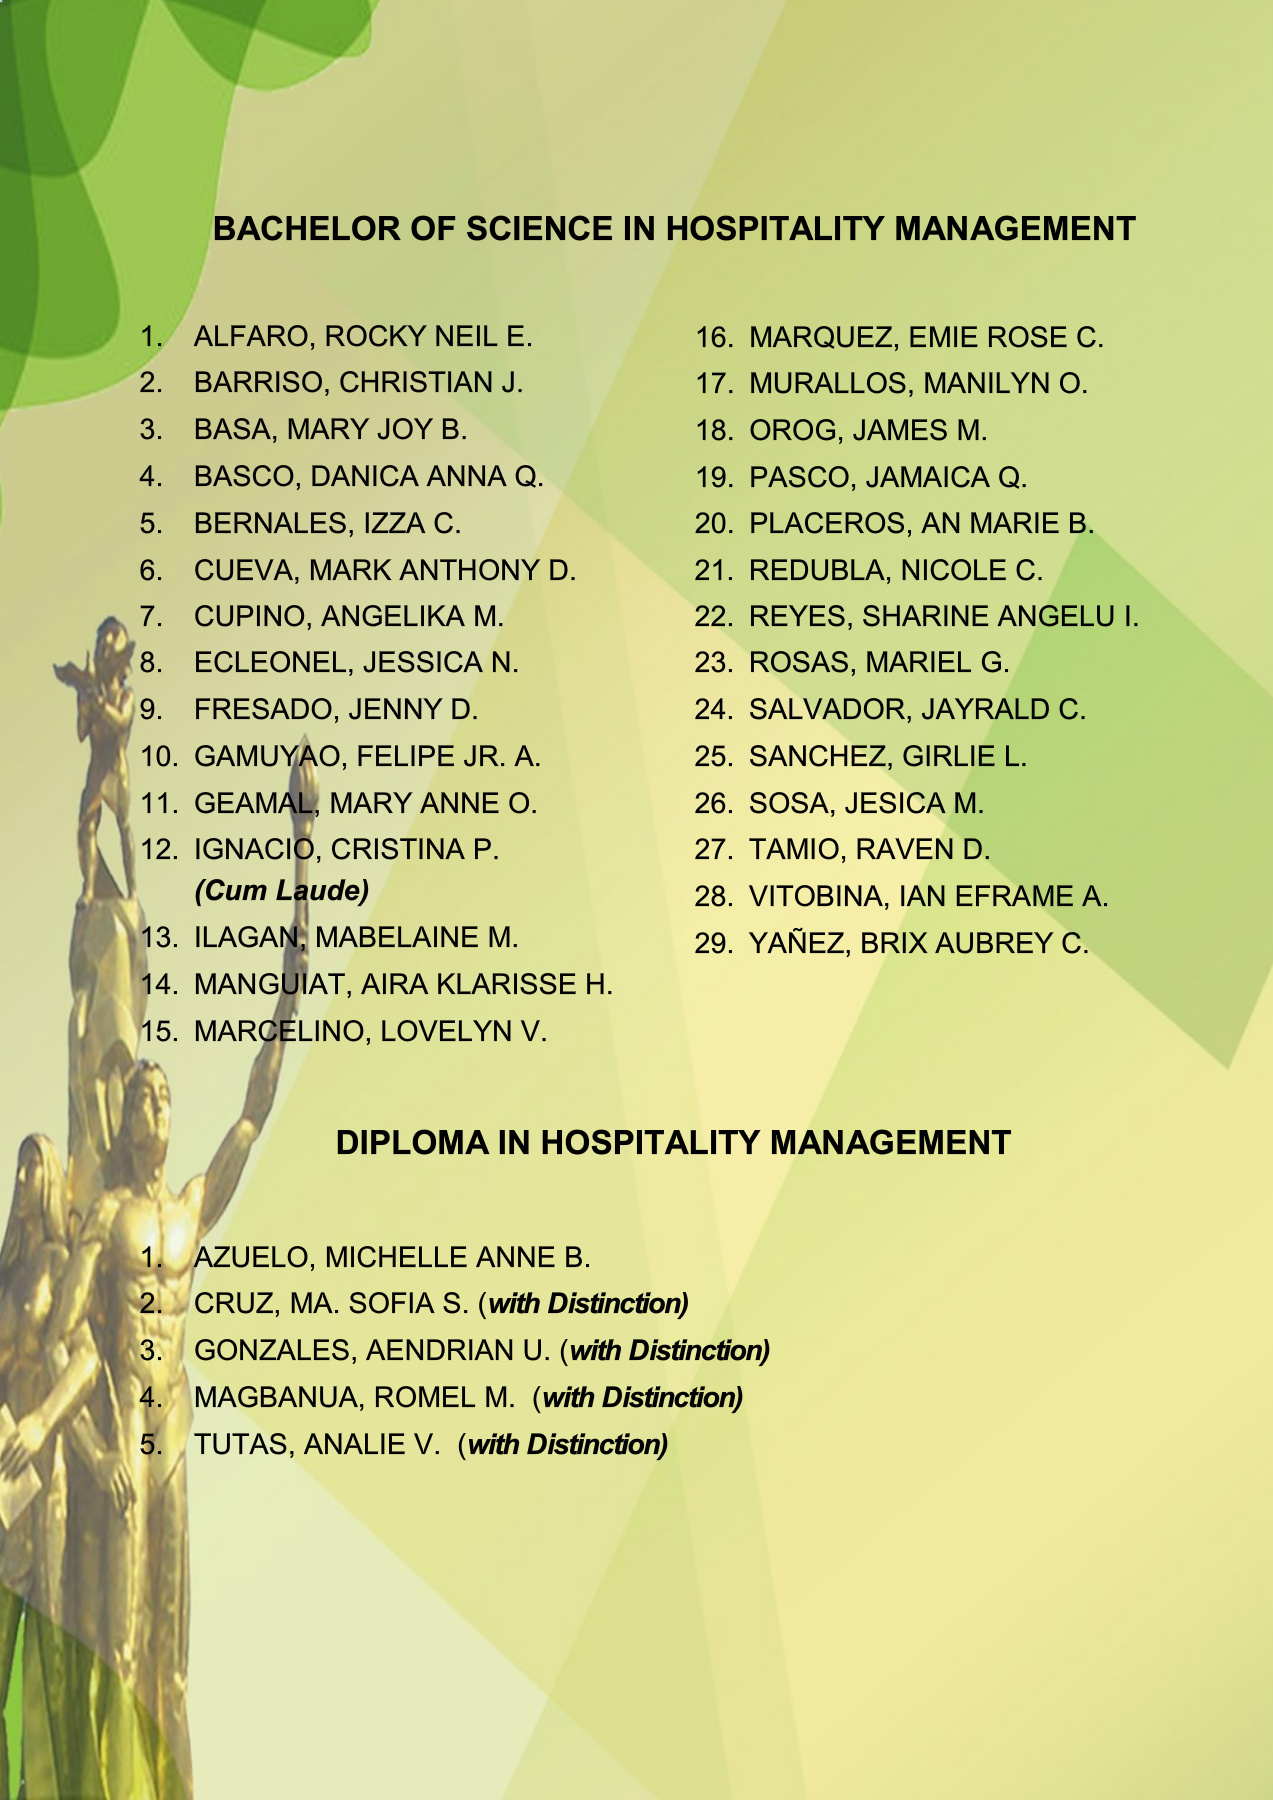 BACHELOR OF SCIENCE IN HOSPITALITY MANAGEMENT
1. ALFARO, ROCKY NEIL E.
2. BARRISO, CHRISTIAN J.
3. BASA, MARY JOY B.
4. BASCO, DANICA ANNA Q.
5. BERNALES, IZZA C.
6. CUEVA, MARK ANTHONY D.
7. CUPINO, ANGELIKA M.
8. ECLEONEL, JESSICA N.
9. FRESADO, JENNY D.
10. GAMUYAO, FELIPE JR. A.
11. GEAMAL, MARY ANNE O.
12. IGNACIO, CRISTINA P.
(Cum Laude)
13. ILAGAN, MABELAINE M.
14. MANGUIAT, AIRA KLARISSE H.
15. MARCELINO, LOVELYN V.
16. MARQUEZ, EMIE ROSE C.
17. MURALLOS, MANILYN O.
18. OROG, JAMES M.
19. PASCO, JAMAICA Q.
20. PLACEROS, AN MARIE B.
21. REDUBLA, NICOLE C.
22. REYES, SHARINE ANGELU I.
23. ROSAS, MARIEL G.
24. SALVADOR, JAYRALD C.
25. SANCHEZ, GIRLIE L.
26. SOSA, JESICA M.
27. TAMIO, RAVEN D.
28. VITOBINA, IAN EFRAME A.
29. YAÑEZ, BRIX AUBREY C.
DIPLOMA IN HOSPITALITY MANAGEMENT
1. AZUELO, MICHELLE ANNE B.
2. CRUZ, MA. SOFIA S. (with Distinction)
3. GONZALES, AENDRIAN U. (with Distinction)
4. MAGBANUA, ROMEL M. (with Distinction)
5. TUTAS, ANALIE V. (with Distinction)